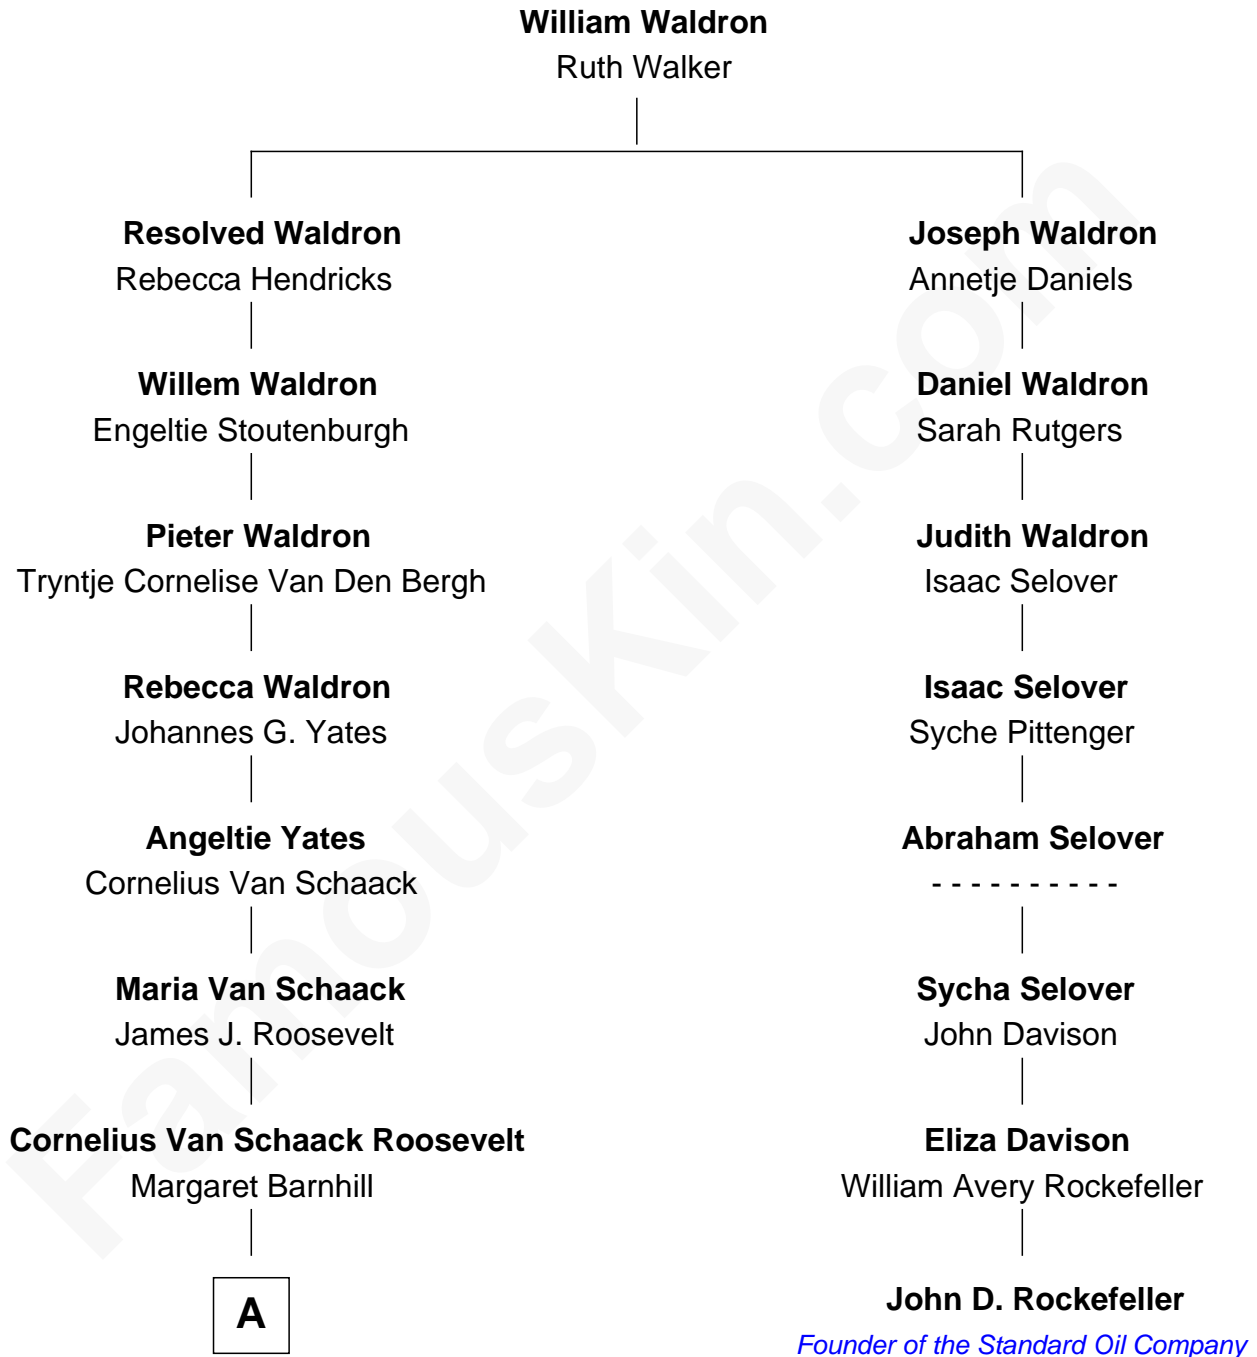 William Waldron
Ruth Walker
Resolved Waldron
Rebecca Hendricks
Joseph Waldron
Annetje Daniels
Willem Waldron
Engeltie Stoutenburgh
Daniel Waldron
Sarah Rutgers
Pieter Waldron
Tryntje Cornelise Van Den Bergh
Judith Waldron
Isaac Selover
Rebecca Waldron
Johannes G. Yates
Isaac Selover
Syche Pittenger
Angeltie Yates
Cornelius Van Schaack
Abraham Selover
- - - - - - - - - -
Maria Van Schaack
James J. Roosevelt
Sycha Selover
John Davison
Cornelius Van Schaack Roosevelt
Margaret Barnhill
Eliza Davison
William Avery Rockefeller
A
John D. Rockefeller
Founder of the Standard Oil Company
FamousKin.com